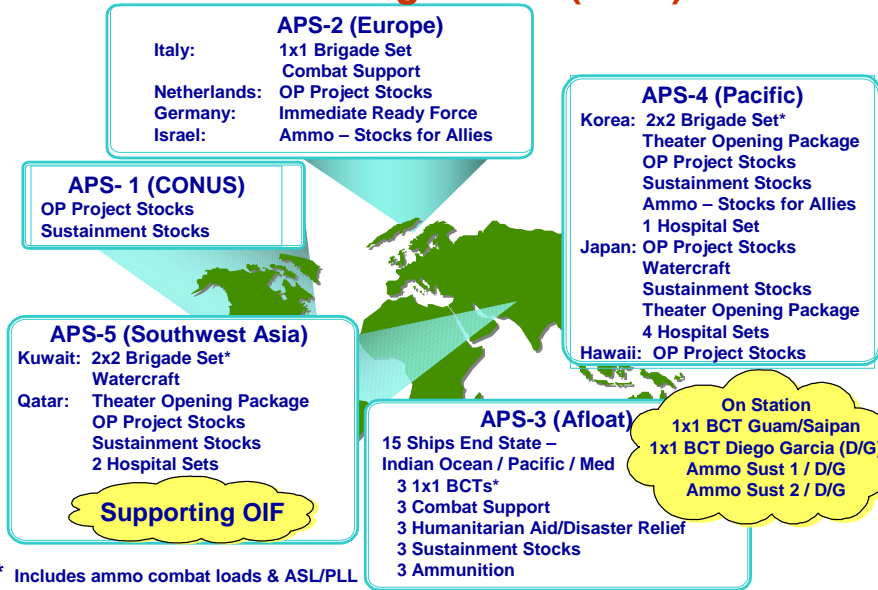 APS-2 (Europe)
Italy: 1x1 Brigade Set
Combat Support
Netherlands: OP Project Stocks
Germany: Immediate Ready Force
Israel: Ammo – Stocks for Allies
APS- 1 (CONUS)
OP Project Stocks
Sustainment Stocks
APS-4 (Pacific)
Korea: 2x2 Brigade Set*
Theater Opening Package
OP Project Stocks
Sustainment Stocks
Ammo – Stocks for Allies
1 Hospital Set
Japan: OP Project Stocks
Watercraft
Sustainment Stocks
Theater Opening Package
4 Hospital Sets
Hawaii: OP Project Stocks
APS-5 (Southwest Asia)
Kuwait: 2x2 Brigade Set*
Watercraft
Qatar: Theater Opening Package
OP Project Stocks
Sustainment Stocks
2 Hospital Sets
Supporting OIF
APS-3 (Afloat)
15 Ships End State –
Indian Ocean / Pacific / Med
3 1x1 BCTs*
3 Combat Support
3 Humanitarian Aid/Disaster Relief
3 Sustainment Stocks
3 Ammunition
On Station
1x1 BCT Guam/Saipan
1x1 BCT Diego Garcia (D/G)
Ammo Sust 1 / D/G
Ammo Sust 2 / D/G
* Includes ammo combat loads & ASL/PLL